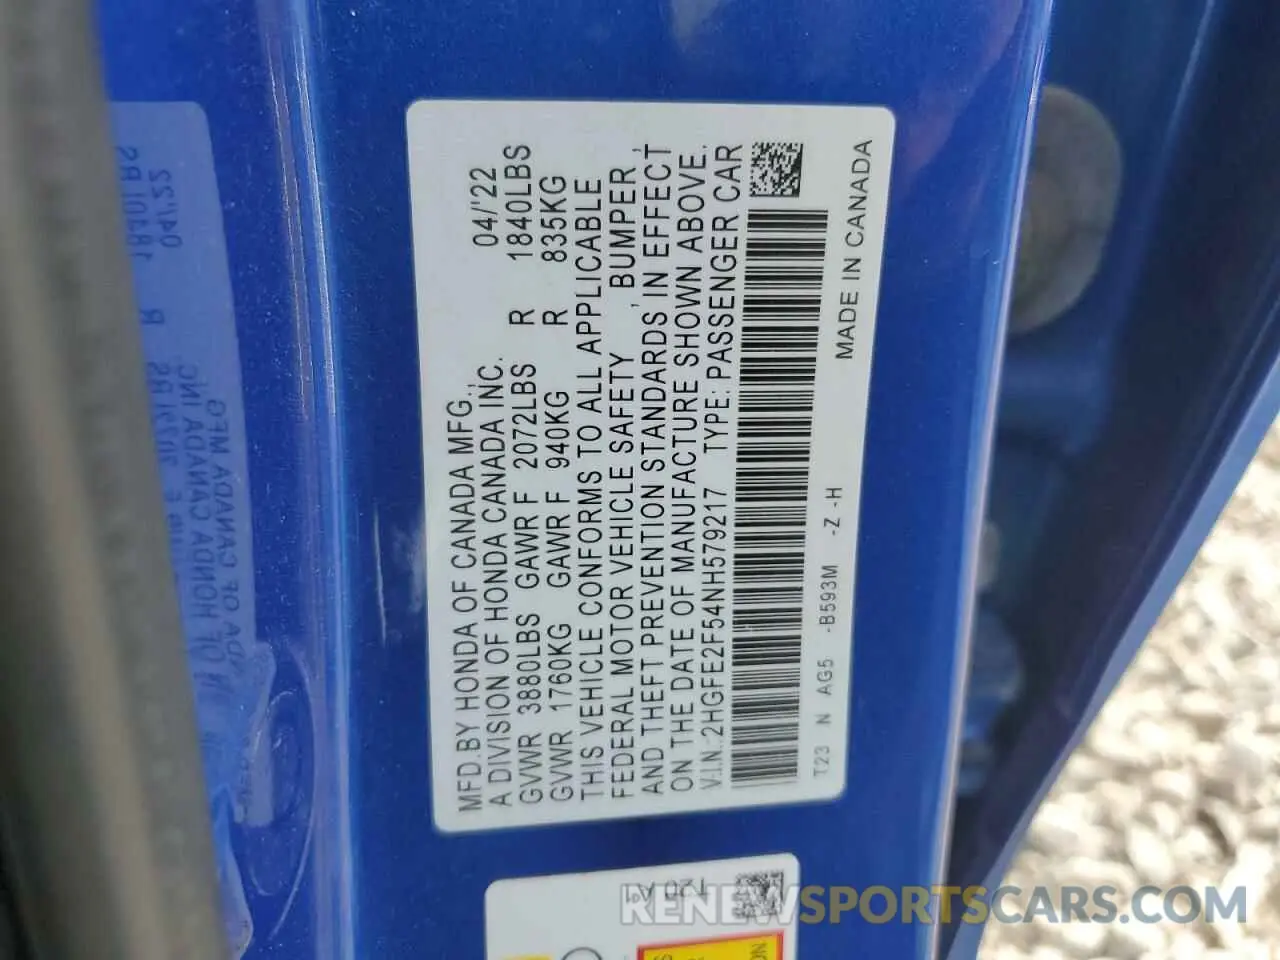 MFD.BY HONDA OF CANADA MFG.,
A DIVISION OF HONDA CANADA INC. 04/'22
GVWR 3880LBS GAWR F 2072LBS R 1840LBS
GVWR 1760KG GAWR F 940KG R 835KG
THIS VEHICLE CONFORMS TO ALL APPLICABLE
FEDERAL MOTOR VEHICLE SAFETY, BUMPER,
AND THEFT PREVENTION STANDARDS IN EFFECT
ON THE DATE OF MANUFACTURE SHOWN ABOVE.
V.I.N.:2HGFE2F54NH579217 TYPE: PASSENGER CAR
T23 N AG5 -B593M -Z -H
MADE IN CANADA
RENEWSPORTSCARS.COM